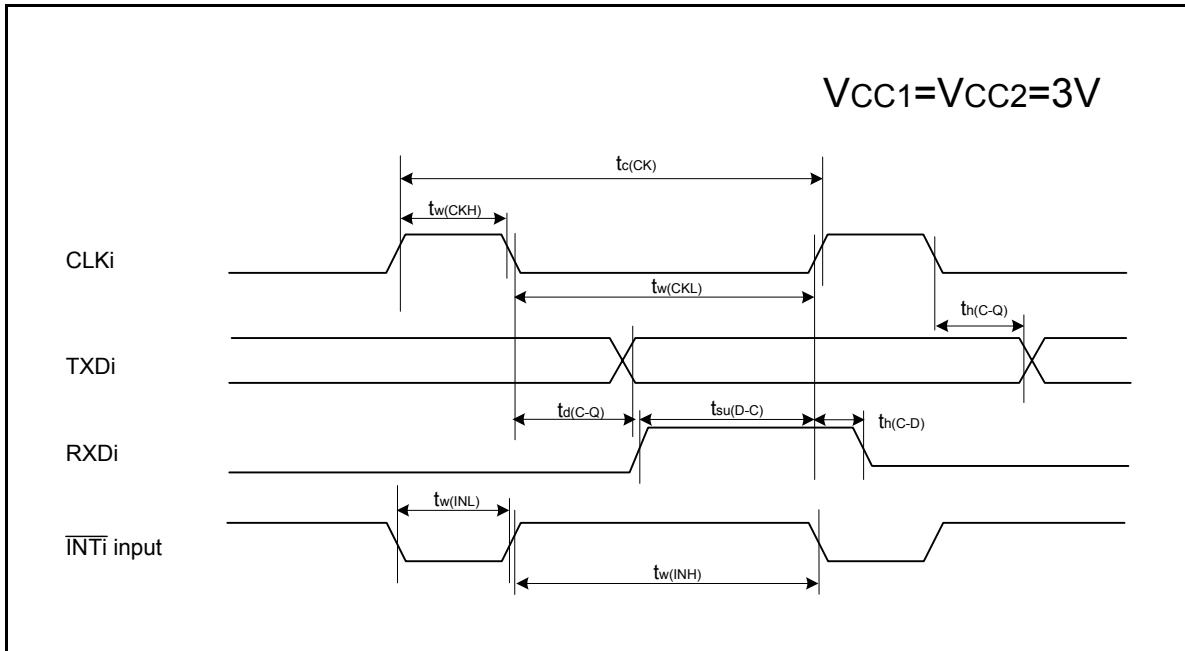 VCC1=VCC2=3V
tc(CK)
tw(CKH)
CLKi
tw(CKL)
th(C-Q)
TXDi
td(C-Q)
tsu(D-C)
th(C-D)
RXDi
tw(INL)
I̅N̅T̅i̅ input
tw(INH)